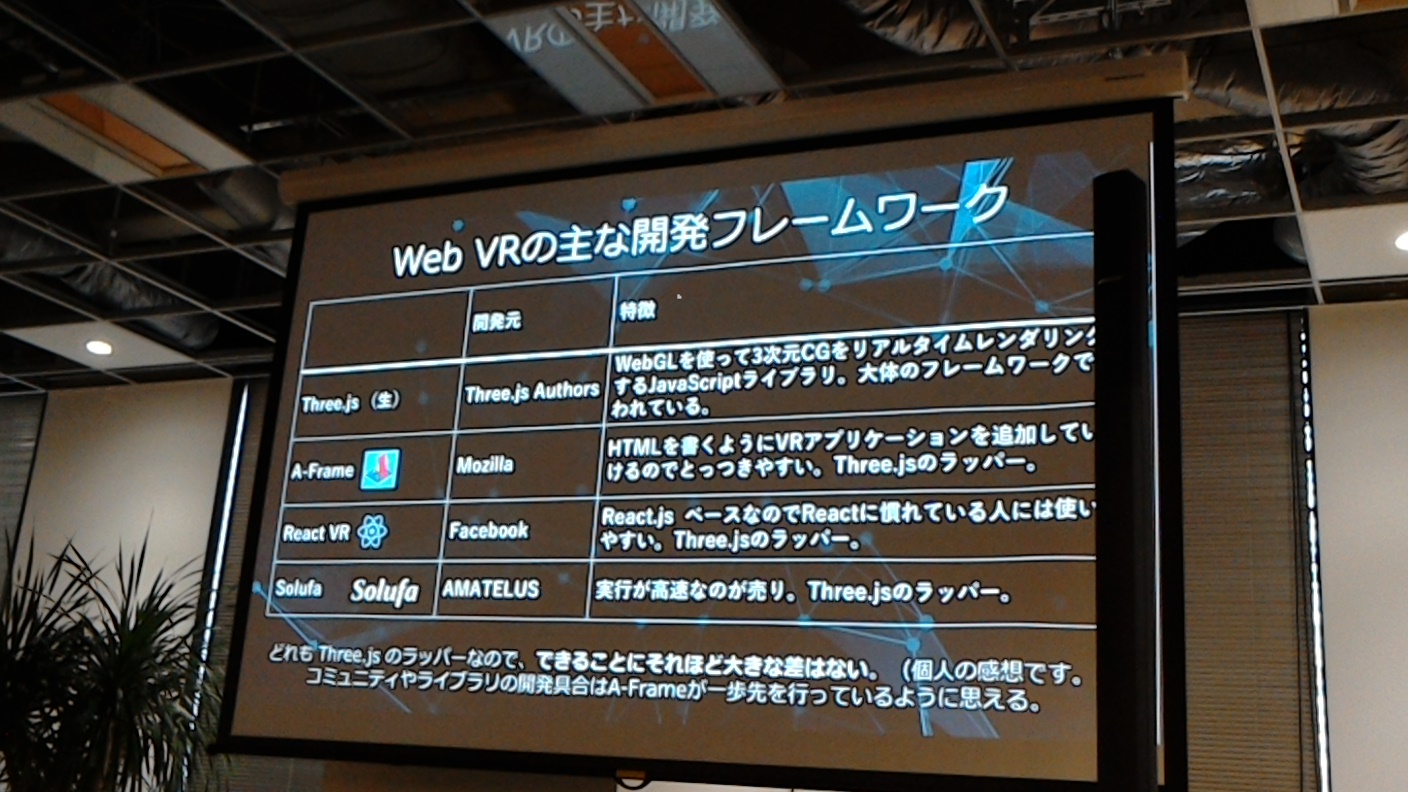 Web VRの主な開発フレームワーク
開発元
特徴
Three.js（生）
Three.js Authors
WebGLを使って3次元CGをリアルタイムレンダリング
するJavaScriptライブラリ。大体のフレームワークで
われている。
A-Frame
Mozilla
HTMLを書くようにVRアプリケーションを追加してい
けるのでとっつきやすい。Three.jsのラッパー。
React VR
Facebook
React.js ベースなのでReactに慣れている人には使い
やすい。Three.jsのラッパー。
Solufa
Solufa
AMATELUS
実行が高速なのが売り。Three.jsのラッパー。
どれも Three.js のラッパーなので、できることにそれほど大きな差はない。（個人の感想です。
コミュニティやライブラリの開発具合はA-Frameが一歩先を行っているように思える。